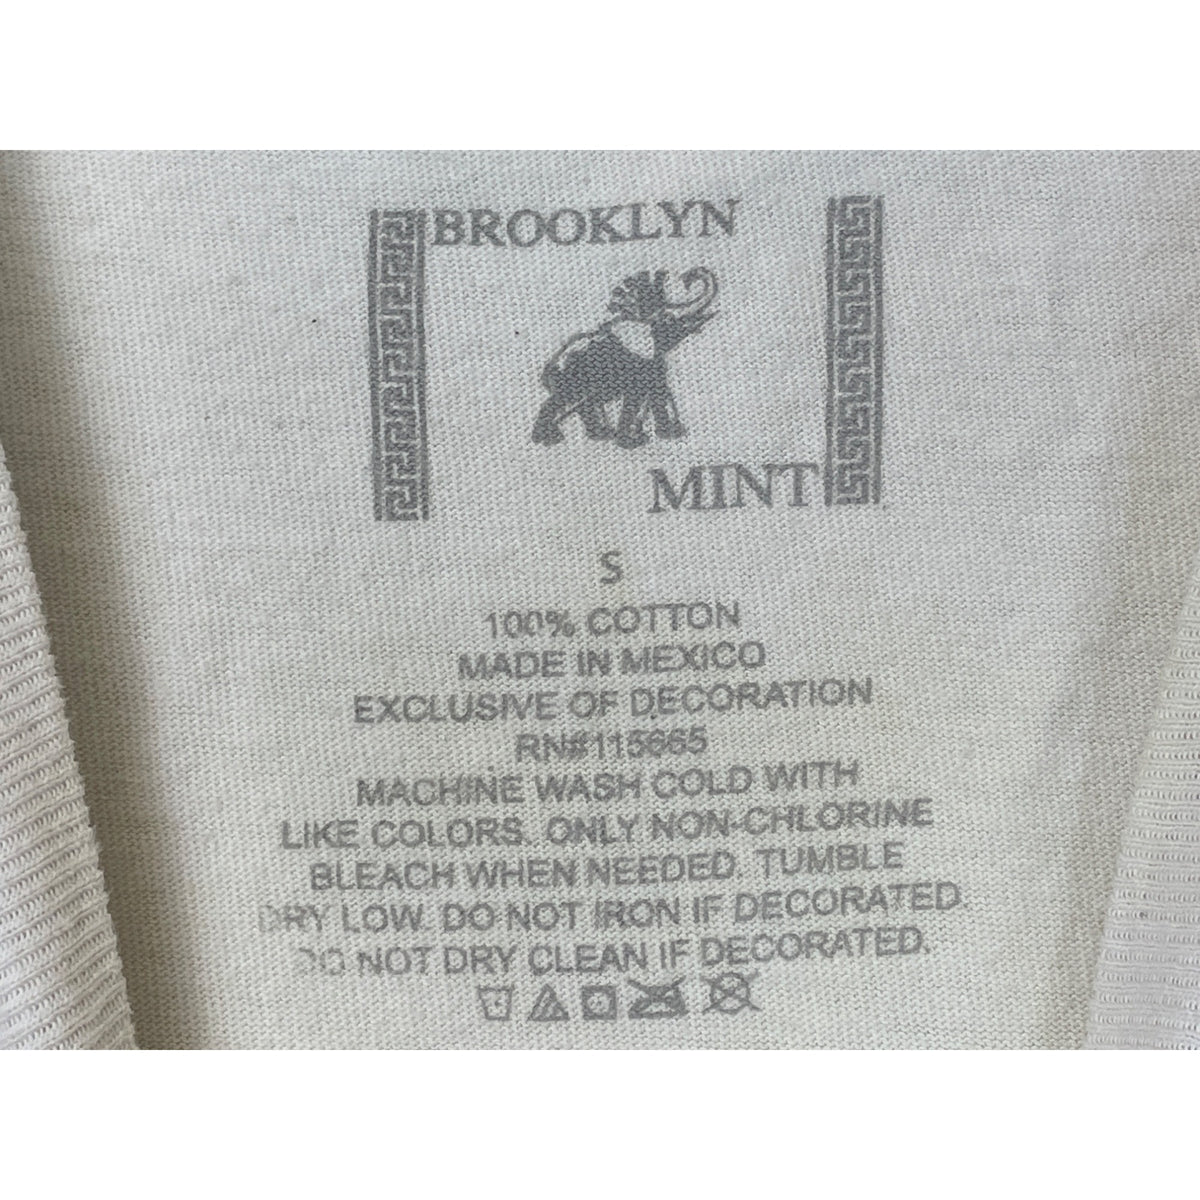 BROOKLYN
MINT
S
100% COTTON
MADE IN MEXICO
EXCLUSIVE OF DECORATION
RN#115665
MACHINE WASH COLD WITH
LIKE COLORS. ONLY NON-CHLORINE
BLEACH WHEN NEEDED. TUMBLE
DRY LOW. DO NOT IRON IF DECORATED.
DO NOT DRY CLEAN IF DECORATED.